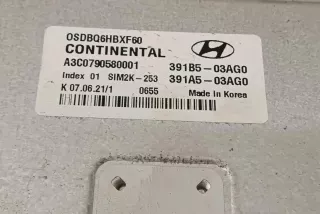 OSDBQ6HBXF60
CONTINENTAL
A3C0790580001 391B5-03AG0
Index 01 SIM2K-253 391A5-03AG0
K 07.06.21/1 0655 Made in Korea